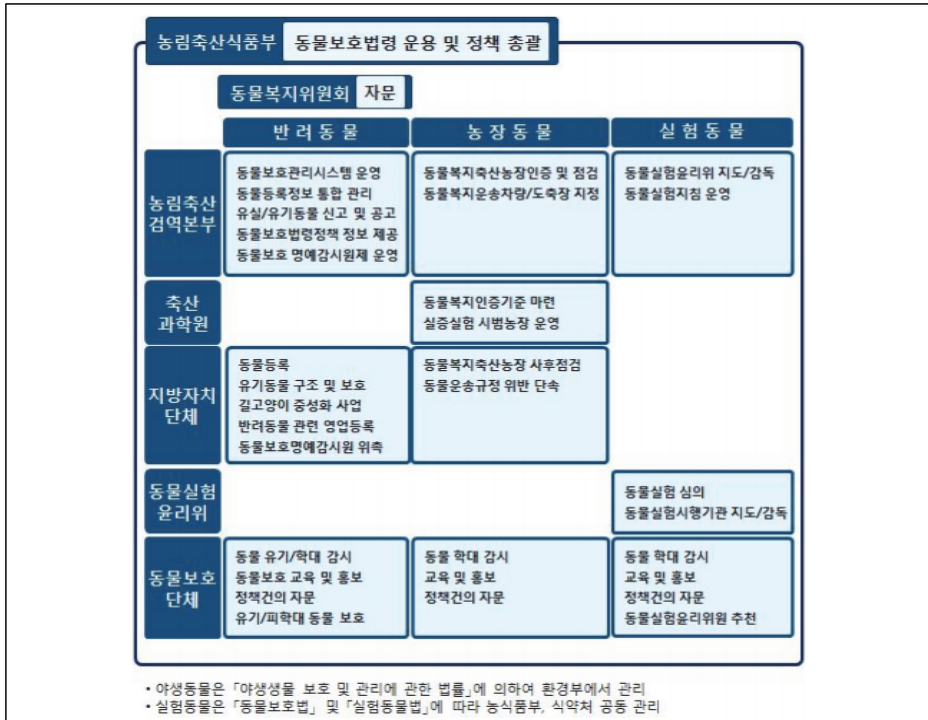 농림축산식품부 동물보호법령 운용 및 정책 총괄
동물복지위원회 자문
반려동물 농장동물 실험동물
농림축산
검역본부
동물보호관리시스템 운영
동물등록정보 통합 관리
유실/유기동물 신고 및 공고
동물보호법령정책 정보 제공
동물보호 명예감시원제 운영
동물복지축산농장인증 및 점검
동물복지운송차량/도축장 지정
동물실험윤리위 지도/감독
동물실험지침 운영
축산
과학원
동물복지인증기준 마련
실증실험 시범농장 운영
지방자치
단체
동물등록
유기동물 구조 및 보호
길고양이 중성화 사업
반려동물 관련 영업등록
동물보호명예감시원 위촉
동물복지축산농장 사후점검
동물운송규정 위반 단속
동물실험
윤리위
동물실험 심의
동물실험시행기관 지도/감독
동물보호
단체
동물 유기/학대 감시
동물보호 교육 및 홍보
정책건의 자문
유기/피학대 동물 보호
동물 학대 감시
교육 및 홍보
정책건의 자문
동물 학대 감시
교육 및 홍보
정책건의 자문
동물실험윤리위원 추천
• 야생동물은 「야생생물 보호 및 관리에 관한 법률」에 의하여 환경부에서 관리
• 실험동물은 「동물보호법」 및 「실험동물법」에 따라 농식품부, 식약처 공동 관리